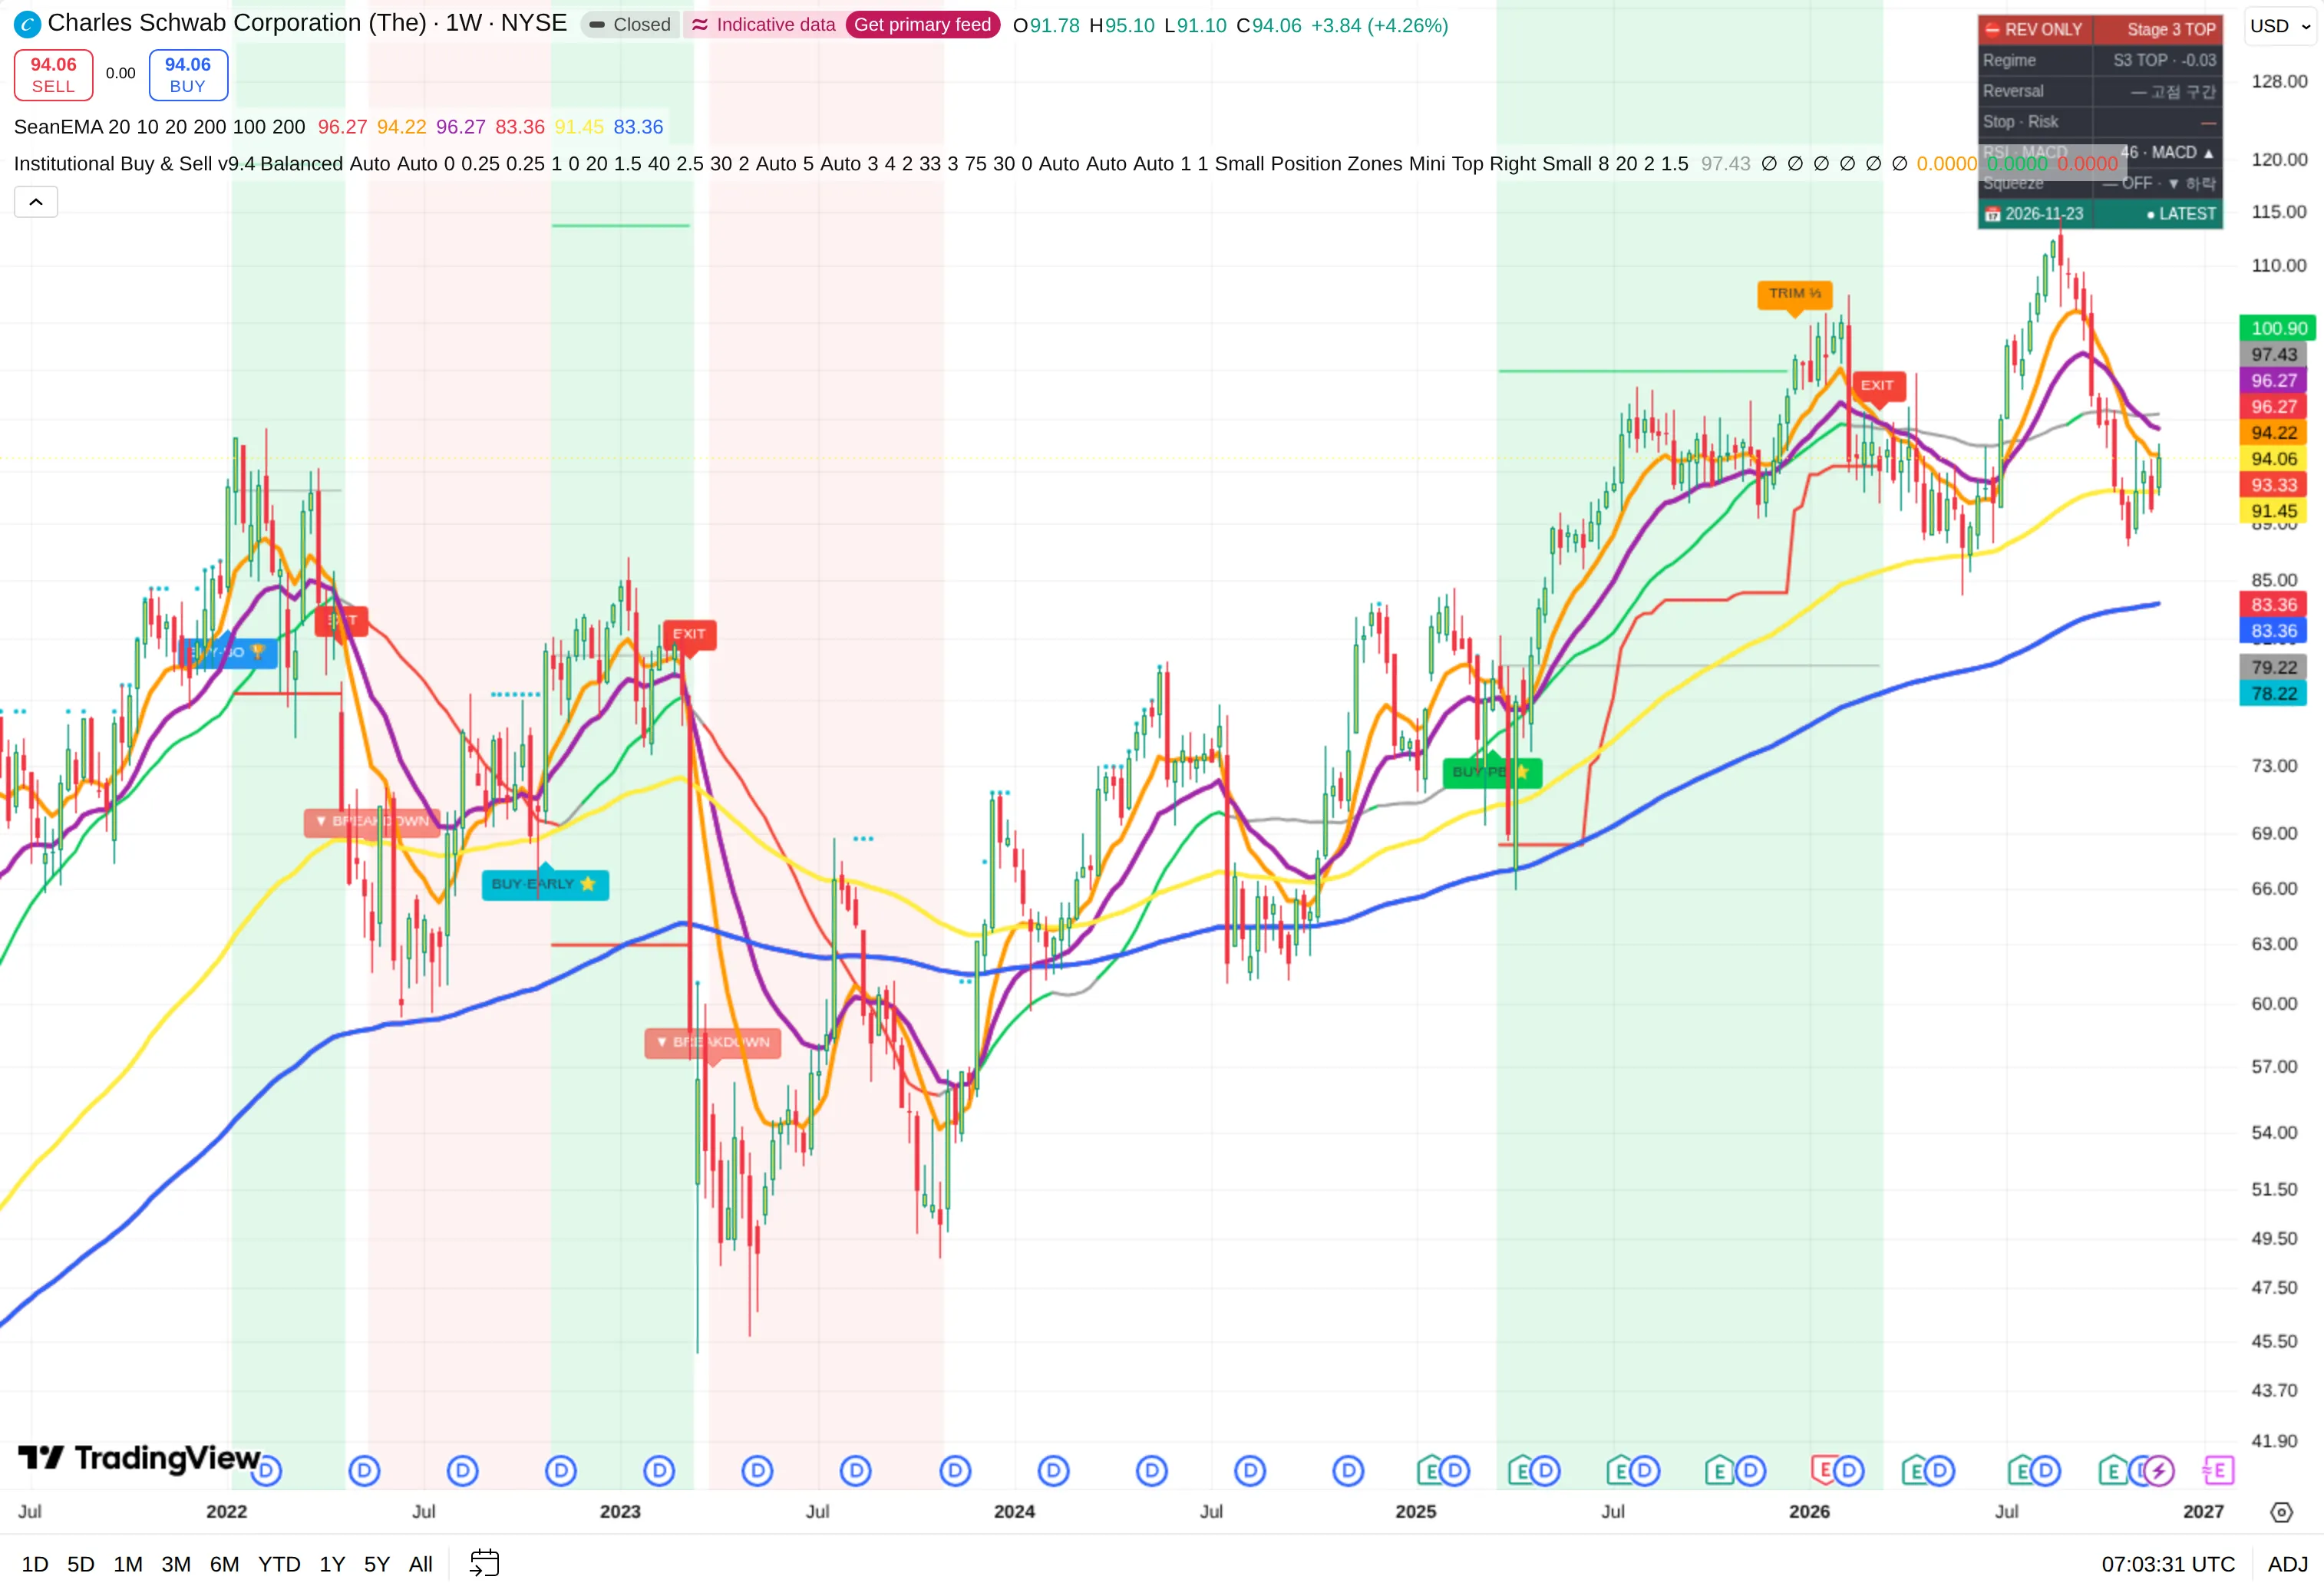 Charles Schwab Corporation (The) · 1W · NYSE Closed Indicative data Get primary feed O91.78 H95.10 L91.10 C94.06 +3.84 (+4.26%)
94.06 SELL 0.00 94.06 BUY
SeanEMA 20 10 20 200 100 200 96.27 94.22 96.27 83.36 91.45 83.36
Institutional Buy & Sell v9.4 Balanced Auto Auto 0 0.25 0.25 1 0 20 1.5 40 2.5 30 2 Auto 5 Auto 3 4 2 33 3 75 30 0 Auto Auto Auto 1 1 Small Position Zones Mini Top Right Small 8 20 2 1.5 97.43 ∅ ∅ ∅ ∅ ∅ ∅ 0.0000 0.0000 0.0000
REV ONLY Stage 3 TOP
Regime S3 TOP · -0.03
Reversal — 고점 구간
Stop · Risk —
RSI · MACD 46 · MACD ▲
Squeeze — OFF · ▼ 하락
2026-11-23 ● LATEST
USD
128.00
120.00
115.00
110.00
100.90
97.43
96.27
96.27
94.22
94.06
93.33
91.45
89.00
85.00
83.36
83.36
79.22
78.22
73.00
69.00
66.00
63.00
60.00
57.00
54.00
51.50
49.50
47.50
45.50
43.70
41.90
TRIM ⅓
EXIT
EXIT
EXIT
BUY-BO
▼ BREAKDOWN
BUY-EARLY
▼ BREAKDOWN
BUY-PB
TradingView
D D D D D D D D D D D D E D E D E D E D E D E D E D E D E
Jul 2022 Jul 2023 Jul 2024 Jul 2025 Jul 2026 Jul 2027
1D 5D 1M 3M 6M YTD 1Y 5Y All 07:03:31 UTC ADJ